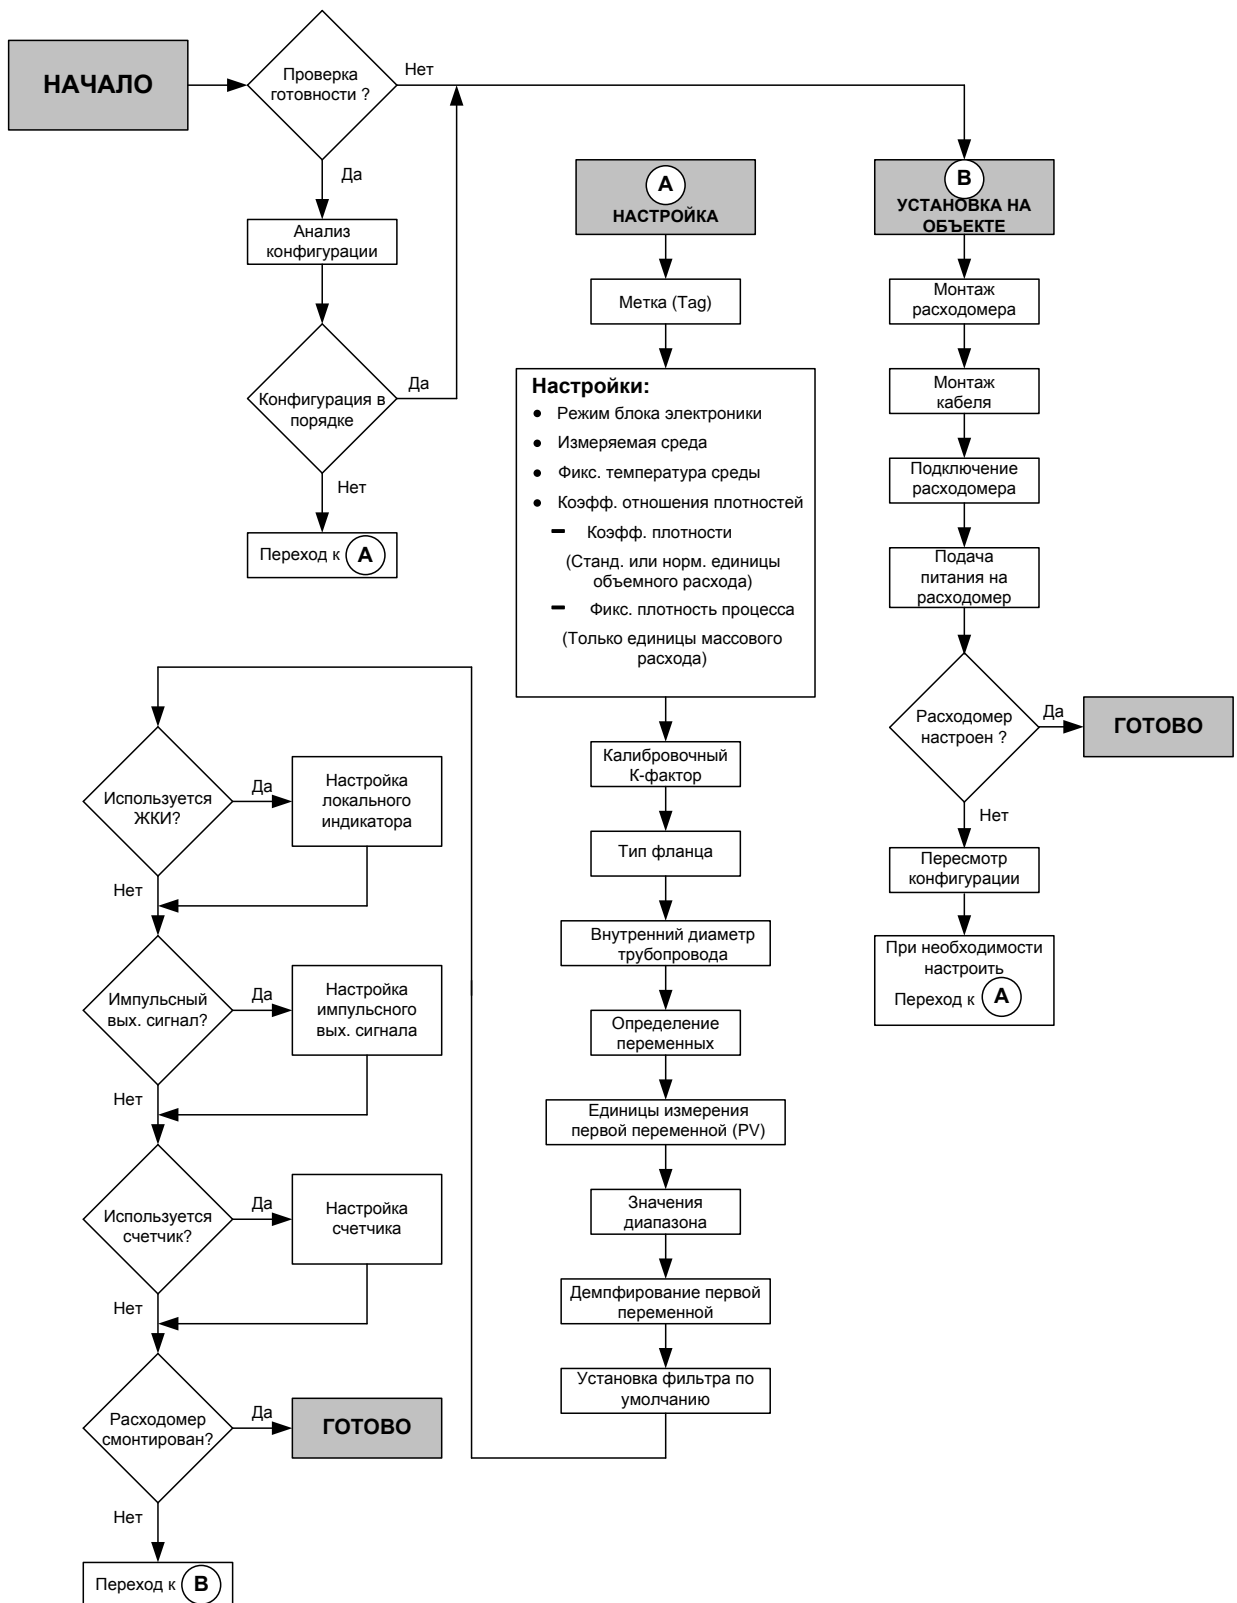 НАЧАЛО
Проверка
готовности ?
Нет
Да
Анализ
конфигурации
Конфигурация в
порядке
Да
Нет
Переход к A
A
НАСТРОЙКА
Метка (Tag)
Настройки:
● Режим блока электроники
● Измеряемая среда
● Фикс. температура среды
● Коэфф. отношения плотностей
– Коэфф. плотности
(Станд. или норм. единицы
объемного расхода)
– Фикс. плотность процесса
(Только единицы массового
расхода)
Калибровочный
К-фактор
Тип фланца
Внутренний диаметр
трубопровода
Определение
переменных
Единицы измерения
первой переменной (PV)
Значения
диапазона
Демпфирование первой
переменной
Установка фильтра по
умолчанию
Используется
ЖКИ?
Да
Настройка
локального
индикатора
Нет
Импульсный
вых. сигнал?
Да
Настройка
импульсного
вых. сигнала
Нет
Используется
счетчик?
Да
Настройка
счетчика
Нет
Расходомер
смонтирован?
Да
ГОТОВО
Нет
Переход к B
B
УСТАНОВКА НА
ОБЪЕКТЕ
Монтаж
расходомера
Монтаж
кабеля
Подключение
расходомера
Подача
питания на
расходомер
Расходомер
настроен ?
Да
ГОТОВО
Нет
Пересмотр
конфигурации
При необходимости
настроить
Переход к A